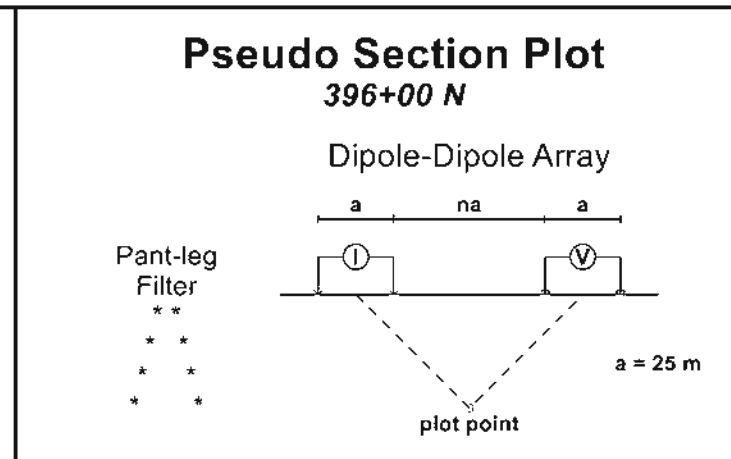 Pseudo Section Plot
396+00 N
Dipole-Dipole Array
a na a
Pant-leg
Filter
I V
* *
* *
* *
* *
a = 25 m
plot point